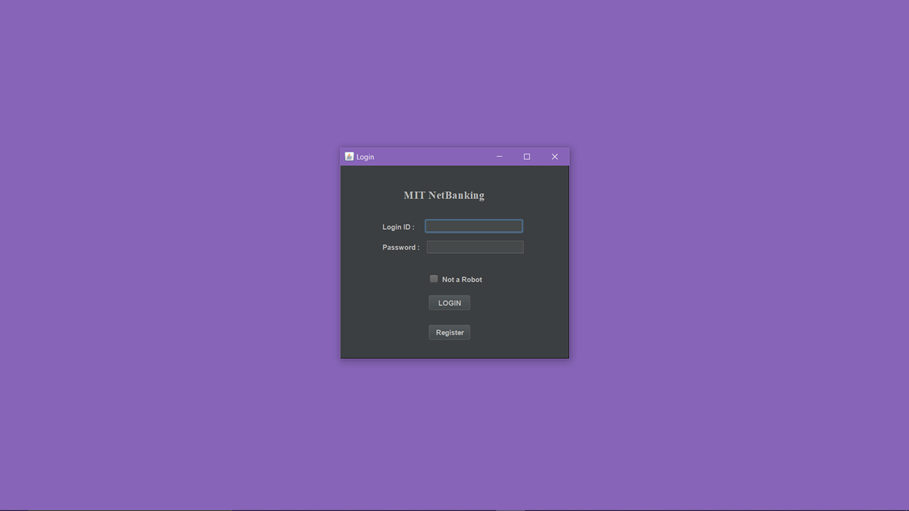 Login
MIT NetBanking
Login ID :
Password :
Not a Robot
LOGIN
Register